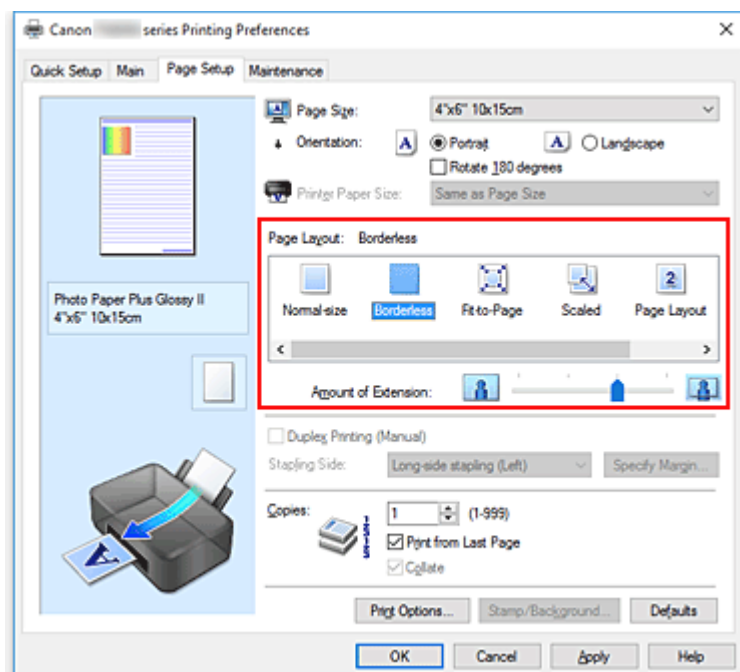 Canon series Printing Preferences
Quick Setup Main Page Setup Maintenance
Page Size: 4"x6" 10x15cm
Orientation: A Portrait A Landscape
Rotate 180 degrees
Printer Paper Size: Same as Page Size
Page Layout: Borderless
2
Normal-size Borderless Fit-to-Page Scaled Page Layout
Photo Paper Plus Glossy II
4"x6" 10x15cm
Amount of Extension:
Duplex Printing (Manual)
Stapling Side: Long-side stapling (Left) Specify Margin...
Copies: 1 (1-999)
Print from Last Page
Collate
A
Print Options... Stamp/Background... Defaults
OK Cancel Apply Help